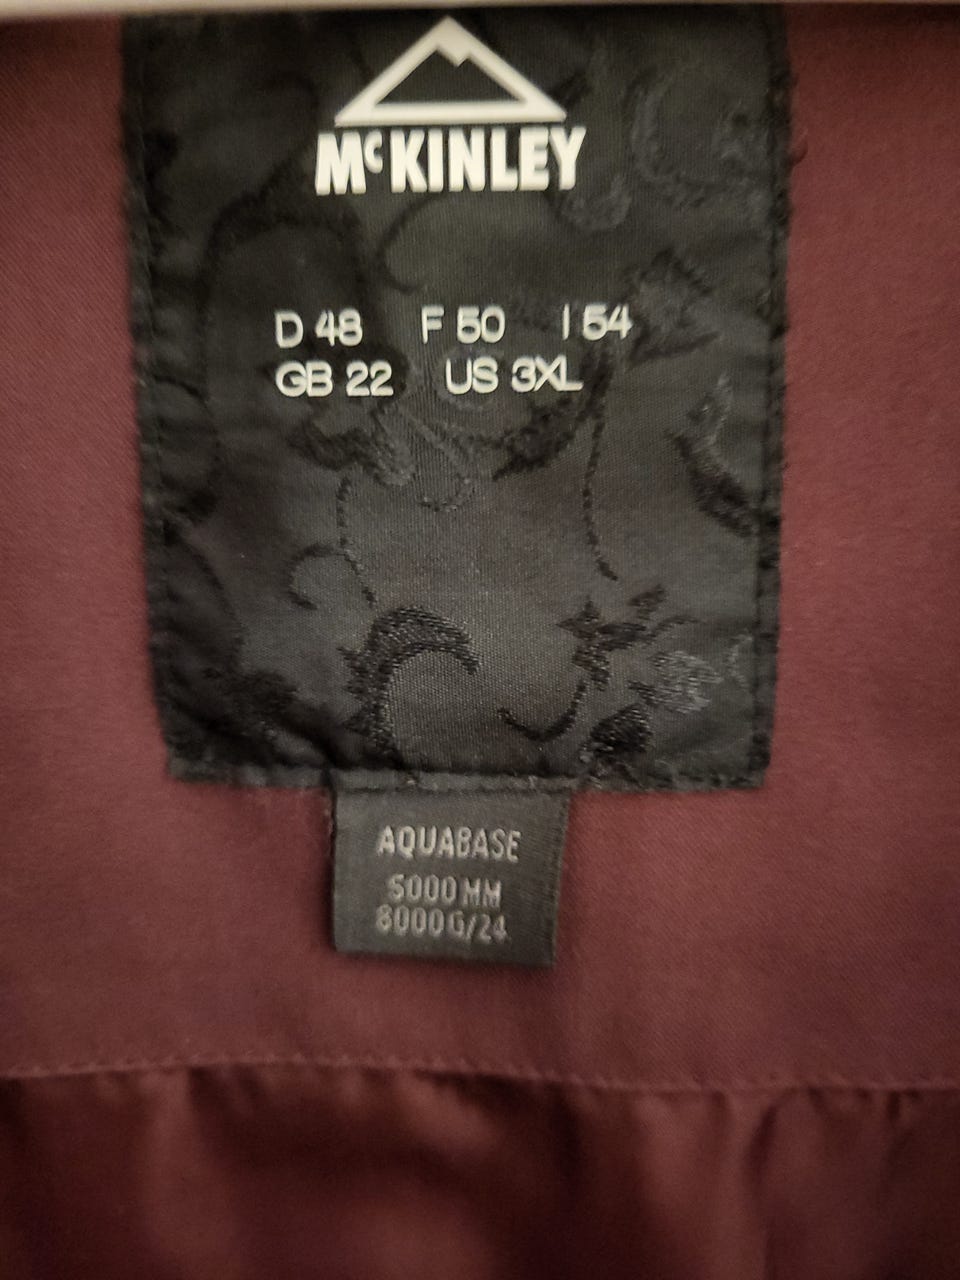 McKINLEY
D 48 F 50 I 54
GB 22 US 3XL
AQUABASE
5000 MM
8000 G/24